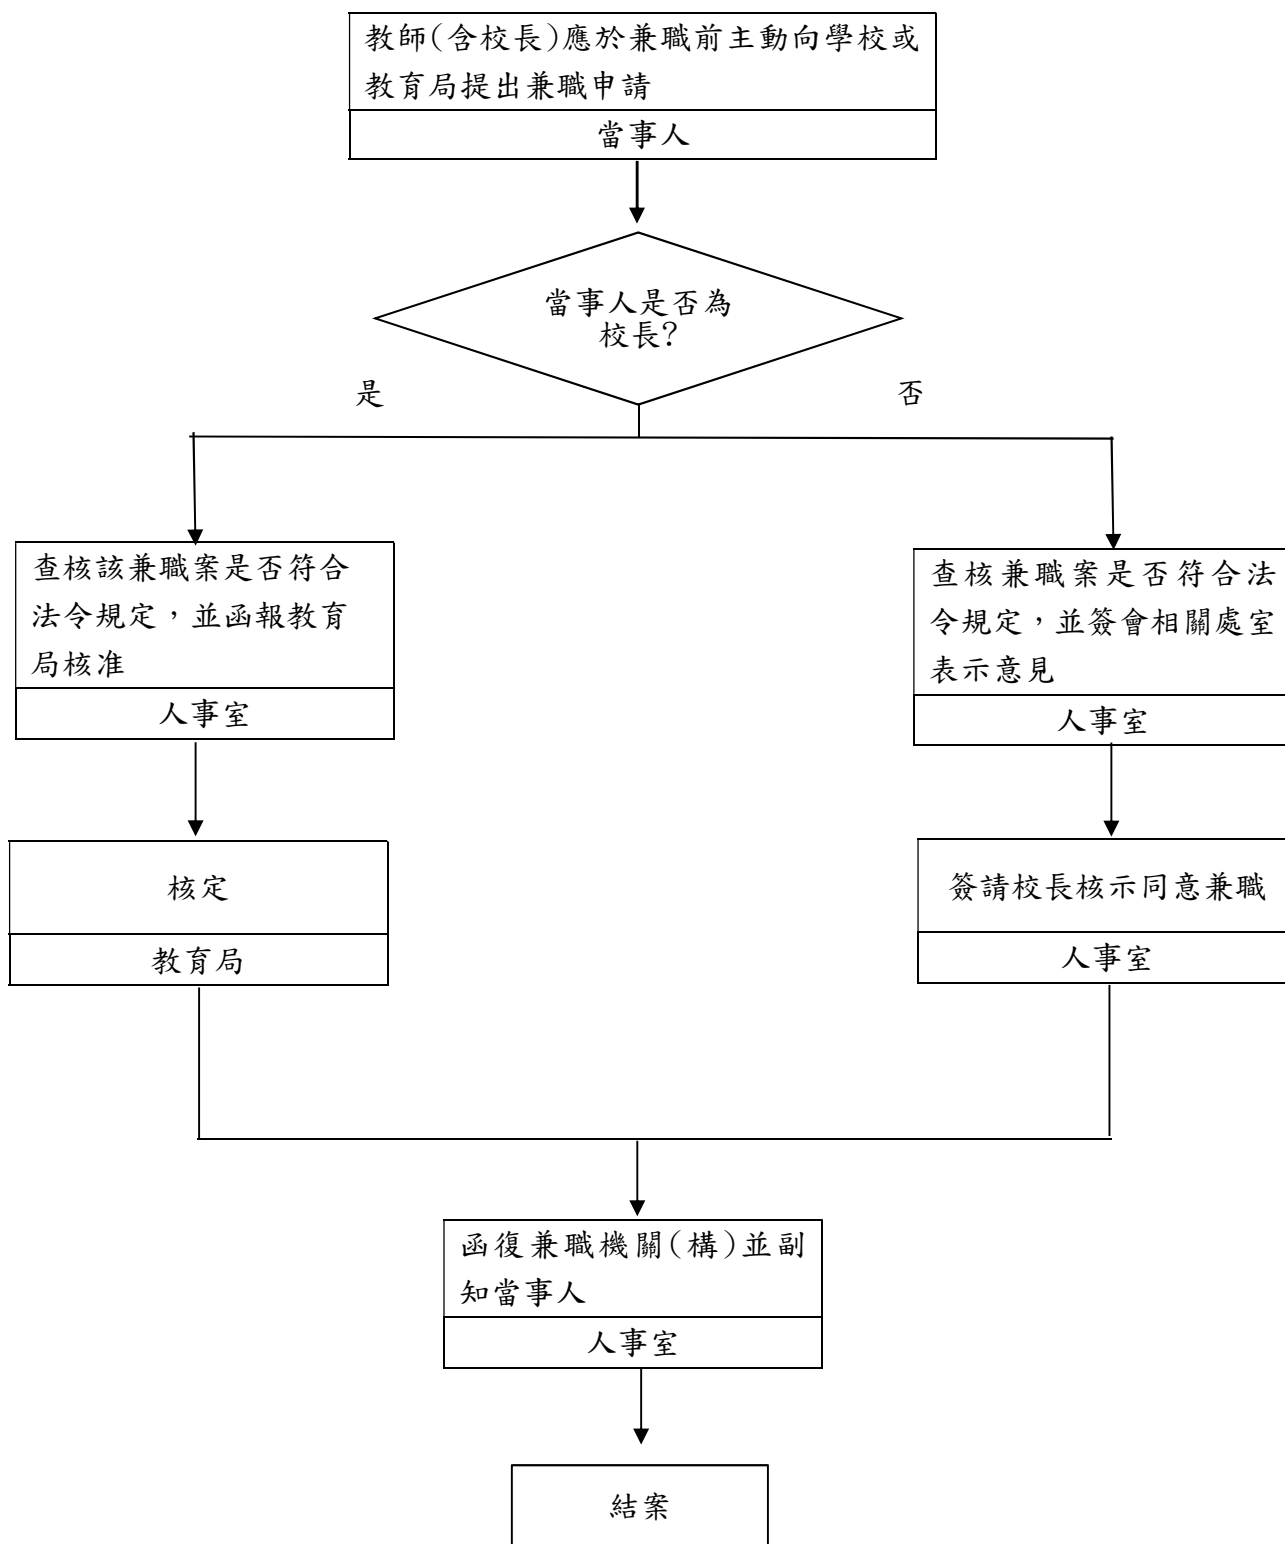 教師(含校長)應於兼職前主動向學校或
教育局提出兼職申請
當事人
當事人是否為
校長?
是
否
查核該兼職案是否符合
法令規定，並函報教育
局核准
人事室
查核兼職案是否符合法
令規定，並簽會相關處室
表示意見
人事室
核定
教育局
簽請校長核示同意兼職
人事室
函復兼職機關(構)並副
知當事人
人事室
結案